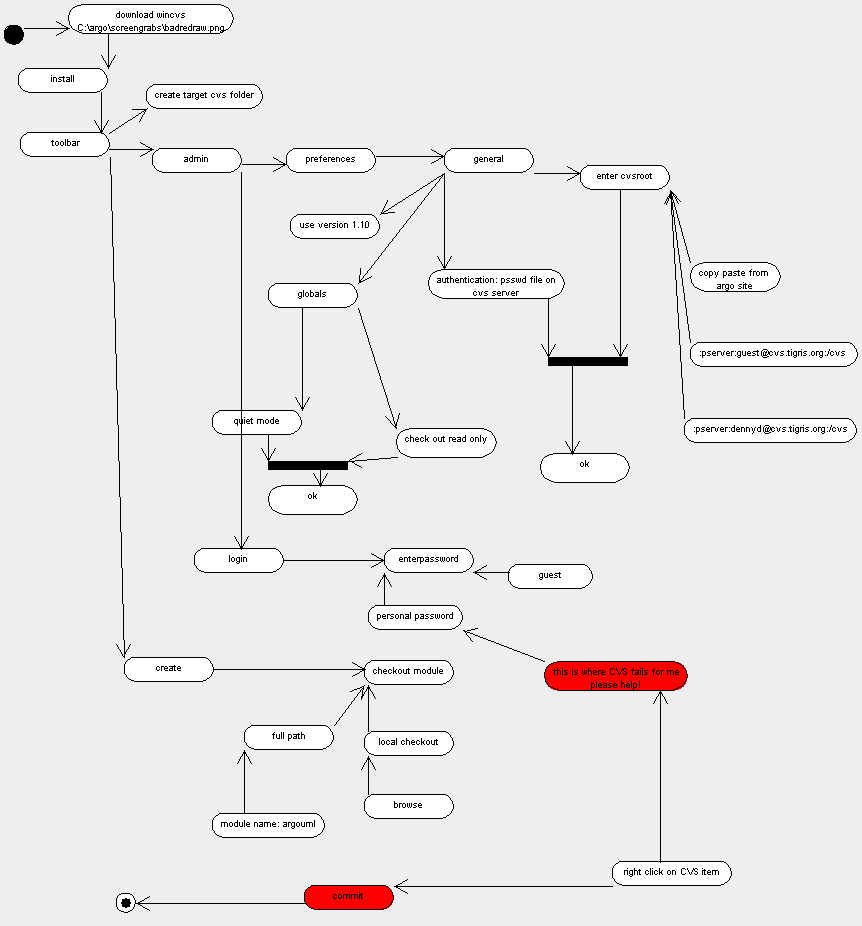 download wincvs
C:\argo\screengrabs\badredraw.png
install
create target cvs folder
toolbar
admin
preferences
general
enter cvsroot
use version 1.10
copy paste from
argo site
globals
authentication: psswd file on
cvs server
:pserver:guest@cvs.tigris.org:/cvs
quiet mode
check out read only
:pserver:dennyd@cvs.tigris.org:/cvs
ok
ok
login
enterpassword
guest
personal password
create
checkout module
this is where CVS fails for me
please help!
full path
local checkout
browse
module name: argouml
right click on CVS item
commit